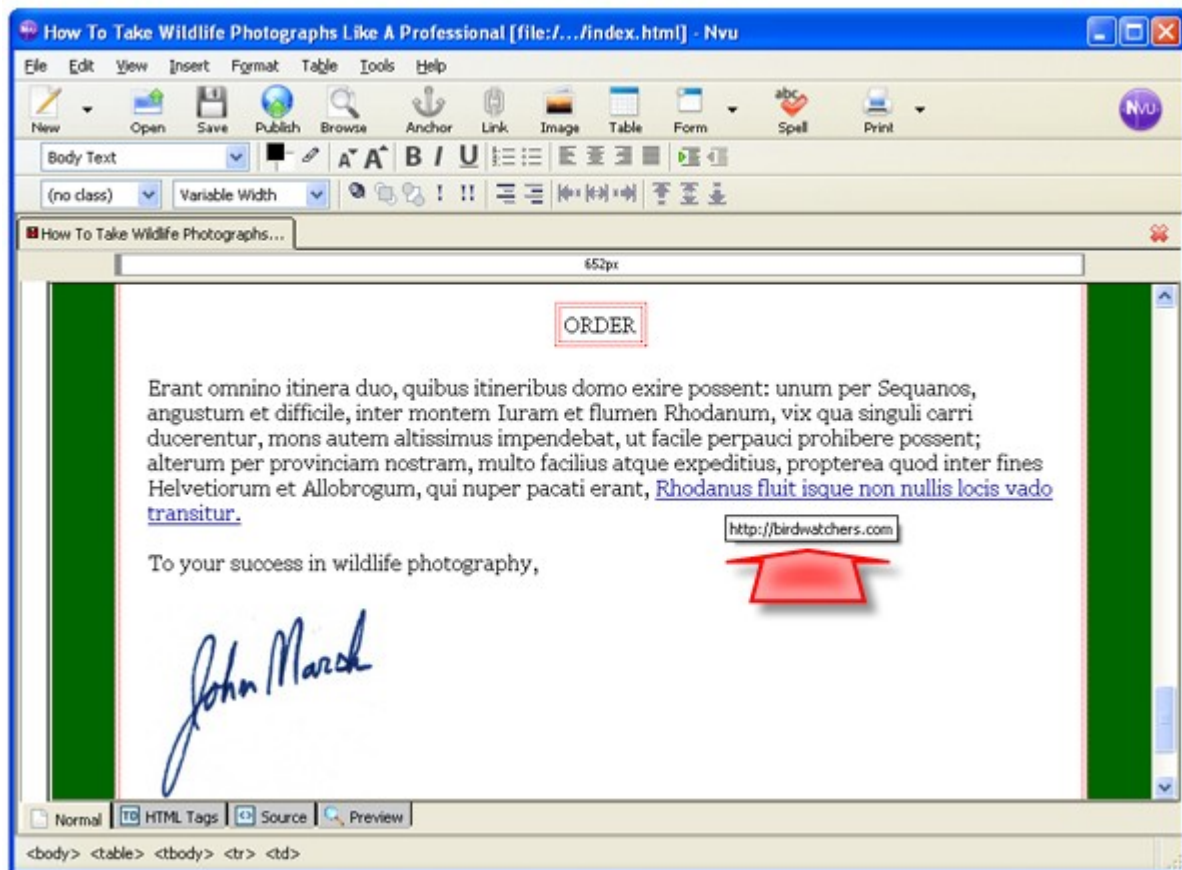 How To Take Wildlife Photographs Like A Professional [file:/.../index.html] - Nvu
File Edit View Insert Format Table Tools Help
New Open Save Publish Browse Anchor Link Image Table Form Spell Print
abc
Nvu
Body Text
B I U
(no class) Variable Width
How To Take Wildlife Photographs...
652px
ORDER
Erant omnino itinera duo, quibus itineribus domo exire possent: unum per Sequanos,
angustum et difficile, inter montem Iuram et flumen Rhodanum, vix qua singuli carri
ducerentur, mons autem altissimus impendebat, ut facile perpauci prohibere possent;
alterum per provinciam nostram, multo facilius atque expeditius, propterea quod inter fines
Helvetiorum et Allobrogum, qui nuper pacati erant, Rhodanus fluit isque non nullis locis vado
transitur.
http://birdwatchers.com
To your success in wildlife photography,
John Marsh
Normal HTML Tags Source Preview
<body> <table> <tbody> <tr> <td>